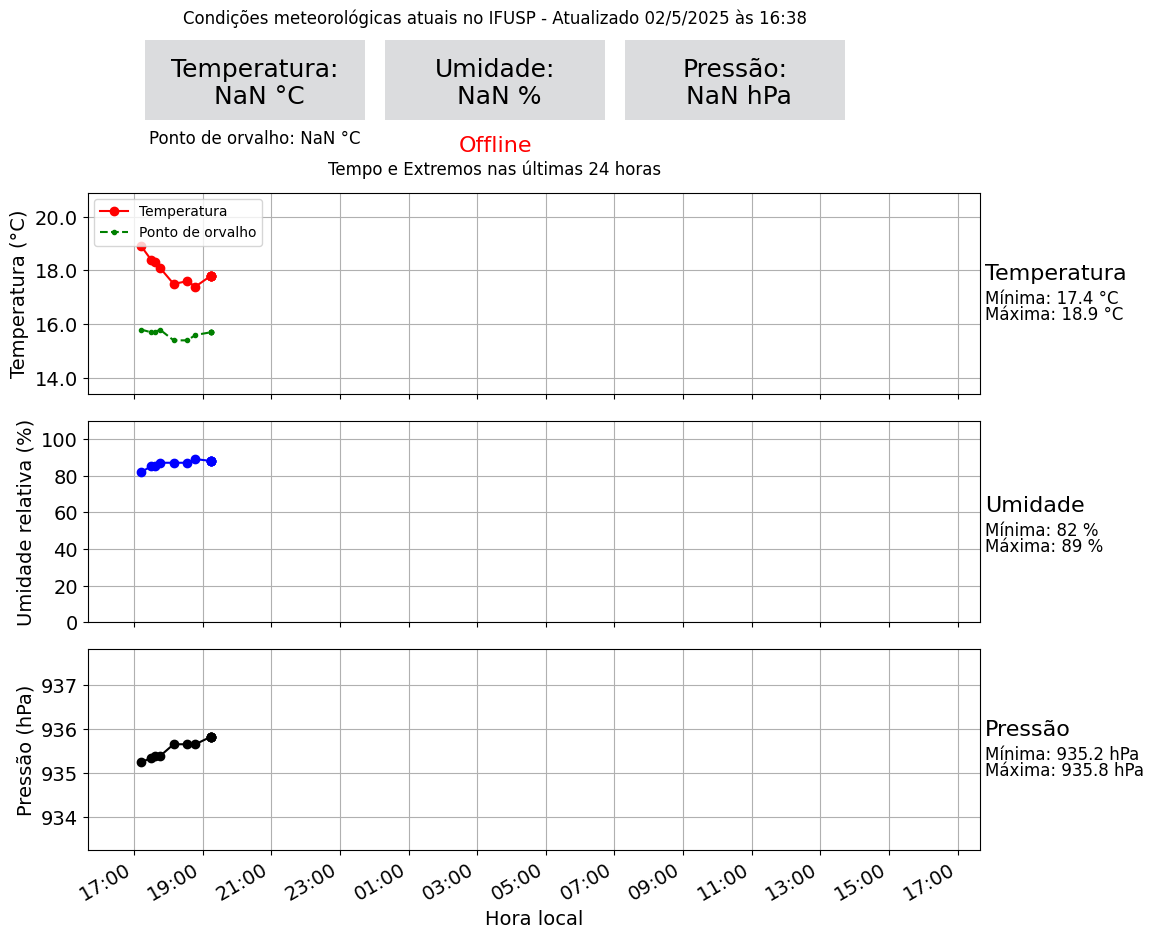 Condições meteorológicas atuais no IFUSP - Atualizado 02/5/2025 às 16:38
Temperatura:
NaN °C
Umidade:
NaN %
Pressão:
NaN hPa
Ponto de orvalho: NaN °C
Offline
Tempo e Extremos nas últimas 24 horas
Temperatura (°C)
20.0
18.0
16.0
14.0
Temperatura
Ponto de orvalho
Temperatura
Mínima: 17.4 °C
Máxima: 18.9 °C
Umidade relativa (%)
100
80
60
40
20
0
Umidade
Mínima: 82 %
Máxima: 89 %
Pressão (hPa)
937
936
935
934
Pressão
Mínima: 935.2 hPa
Máxima: 935.8 hPa
17:00 19:00 21:00 23:00 01:00 03:00 05:00 07:00 09:00 11:00 13:00 15:00 17:00
Hora local